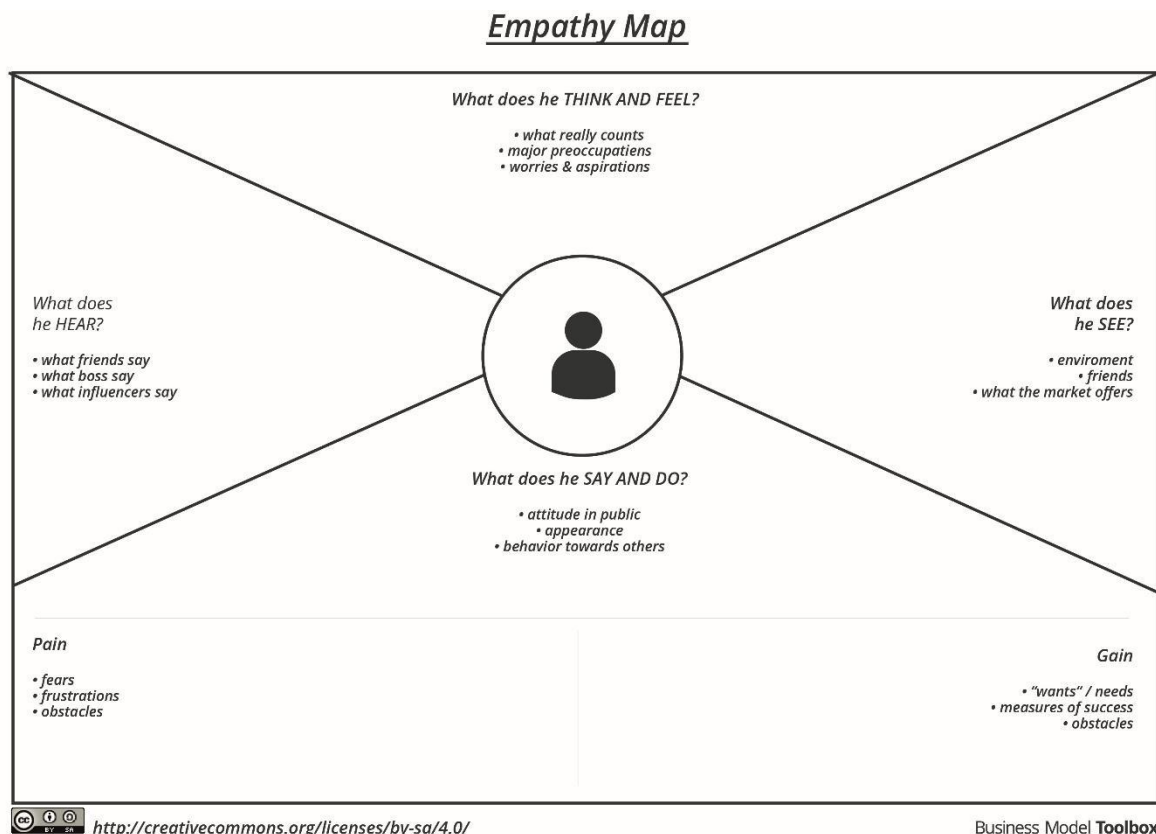 Empathy Map
What does he THINK AND FEEL?
• what really counts
• major preoccupatiens
• worries & aspirations
What does
he HEAR?
• what friends say
• what boss say
• what influencers say
What does
he SEE?
• enviroment
• friends
• what the market offers
What does he SAY AND DO?
• attitude in public
• appearance
• behavior towards others
Pain
• fears
• frustrations
• obstacles
Gain
• “wants” / needs
• measures of success
• obstacles
cc BY SA
http://creativecommons.org/licenses/by-sa/4.0/
Business Model Toolbox